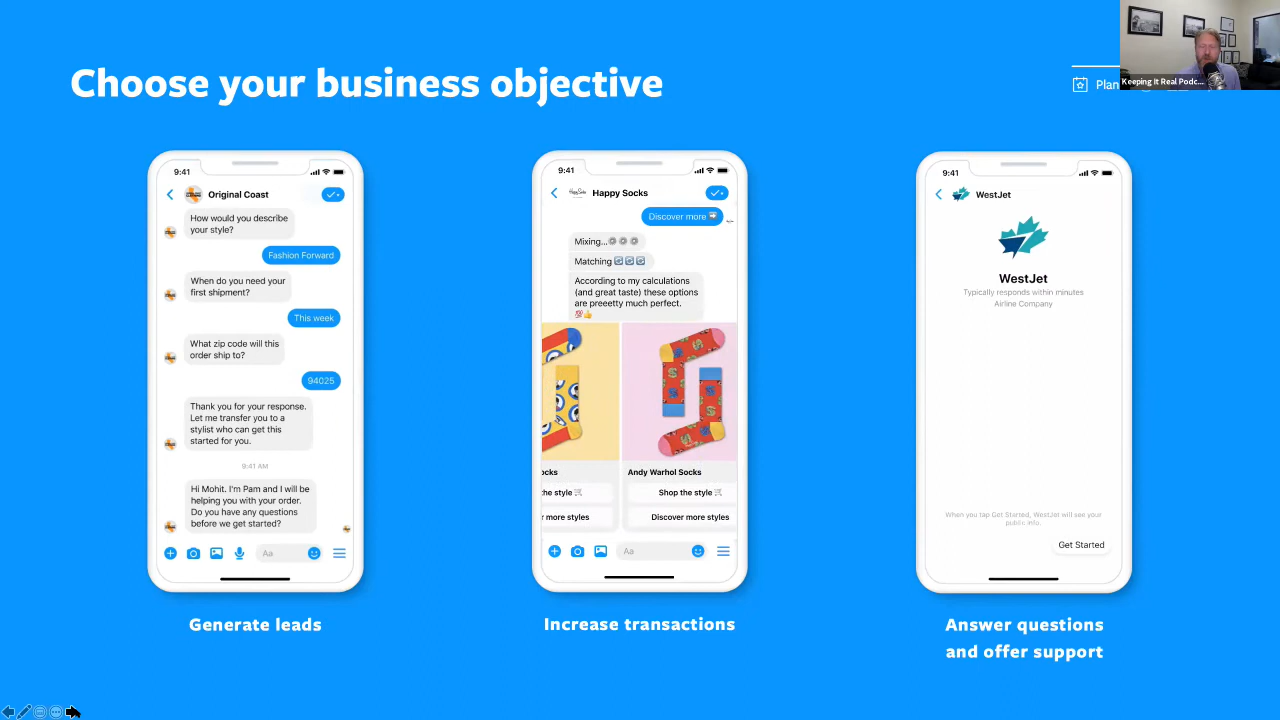 Choose your business objective
Plan
Keeping It Real Podc...
9:41
Original Coast
How would you describe
your style?
Fashion Forward
When do you need your
first shipment?
This week
What zip code will this
order ship to?
94025
Thank you for your response.
Let me transfer you to a
stylist who can get this
started for you.
9:41 AM
Hi Mohit. I'm Pam and I will be
helping you with your order.
Do you have any questions
before we get started?
Aa
Generate leads
9:41
Happy Socks
Discover more
Mixing...
Matching
According to my calculations
(and great taste) these options
are preeetty much perfect.
ocks
Andy Warhol Socks
the style
Shop the style
r more styles
Discover more styles
Aa
Increase transactions
9:41
WestJet
WestJet
Typically responds within minutes
Airline Company
When you tap Get Started, WestJet will see your
public info.
Get Started
Answer questions
and offer support